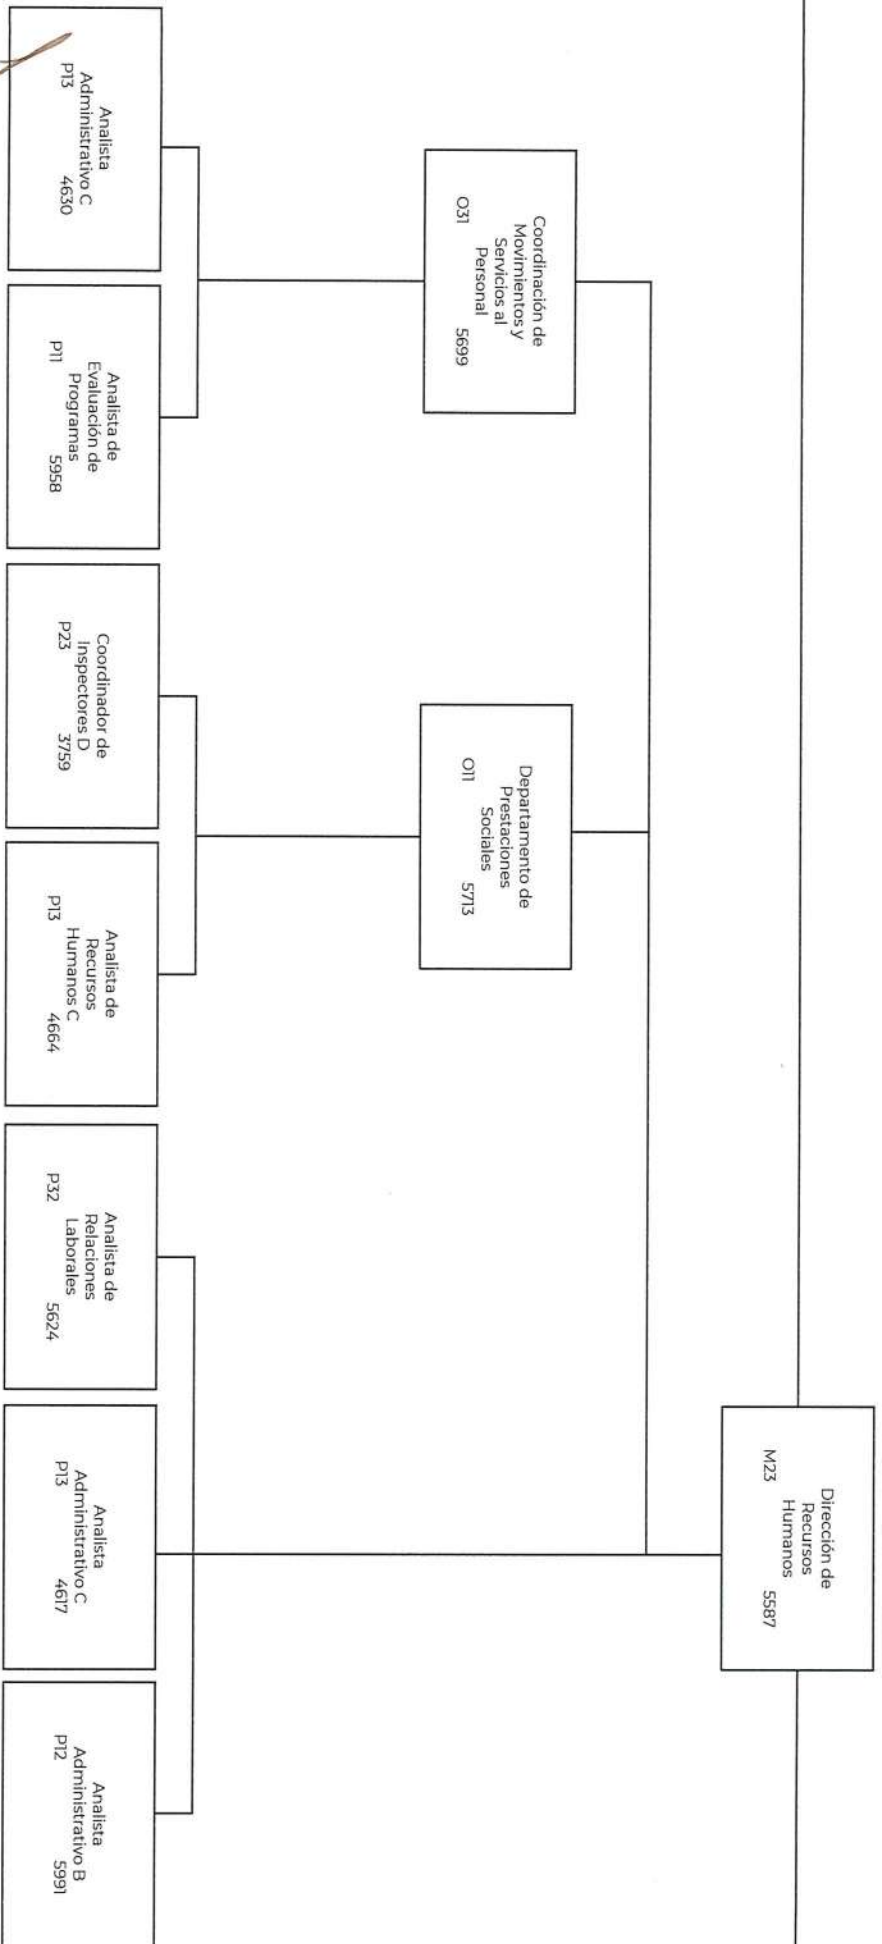 Dirección de
Recursos
Humanos
M23 5587
Coordinación de
Movimientos y
Servicios al
Personal
O31 5699
Departamento de
Prestaciones
Sociales
O11 5713
Analista
Administrativo C
P13 4630
Analista de
Evaluación de
Programas
P11 5958
Coordinador de
Inspectores D
P23 3759
Analista de
Recursos
Humanos C
P13 4664
Analista de
Relaciones
Laborales
P32 5624
Analista
Administrativo C
P13 4617
Analista
Administrativo B
P12 5991